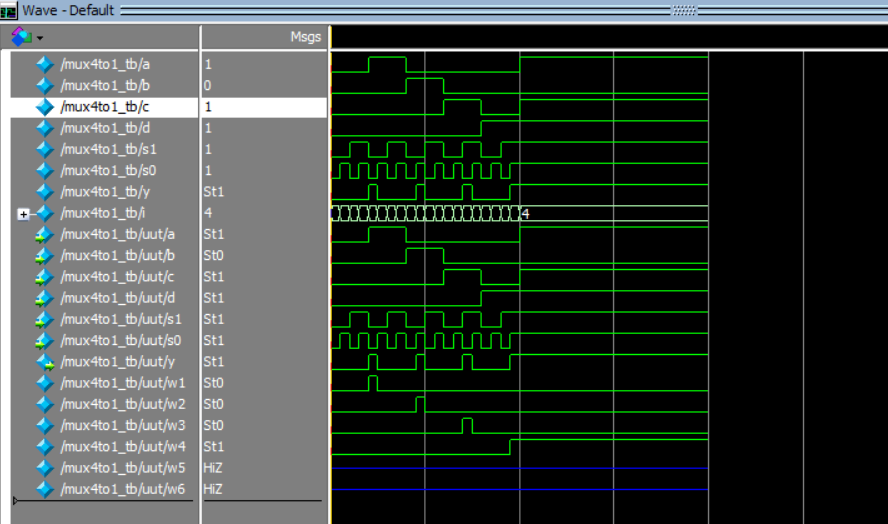 Wave - Default
Msgs
/mux4to1_tb/a 1
/mux4to1_tb/b 0
/mux4to1_tb/c 1
/mux4to1_tb/d 1
/mux4to1_tb/s1 1
/mux4to1_tb/s0 1
/mux4to1_tb/y St1
/mux4to1_tb/i 4 4
/mux4to1_tb/uut/a St1
/mux4to1_tb/uut/b St0
/mux4to1_tb/uut/c St1
/mux4to1_tb/uut/d St1
/mux4to1_tb/uut/s1 St1
/mux4to1_tb/uut/s0 St1
/mux4to1_tb/uut/y St1
/mux4to1_tb/uut/w1 St0
/mux4to1_tb/uut/w2 St0
/mux4to1_tb/uut/w3 St0
/mux4to1_tb/uut/w4 St1
/mux4to1_tb/uut/w5 HiZ
/mux4to1_tb/uut/w6 HiZ